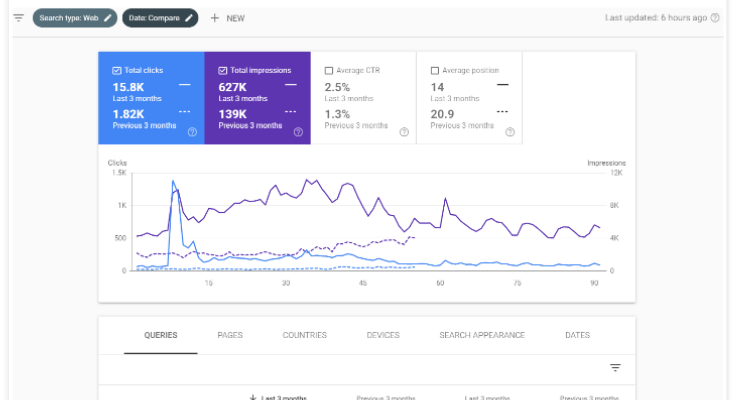 Search type: Web Date: Compare NEW Last updated: 6 hours ago
Total clicks Total impressions Average CTR Average position
15.8K 627K 2.5% 14
Last 3 months Last 3 months Last 3 months Last 3 months
1.82K 139K 1.3% 20.9
Previous 3 months Previous 3 months Previous 3 months Previous 3 months
Clicks Impressions
1.5K 12K
1K 8K
500 4K
0 0
15 30 45 60 75 90
QUERIES PAGES COUNTRIES DEVICES SEARCH APPEARANCE DATES
Last 3 months Previous 3 months Last 3 months Previous 3 months